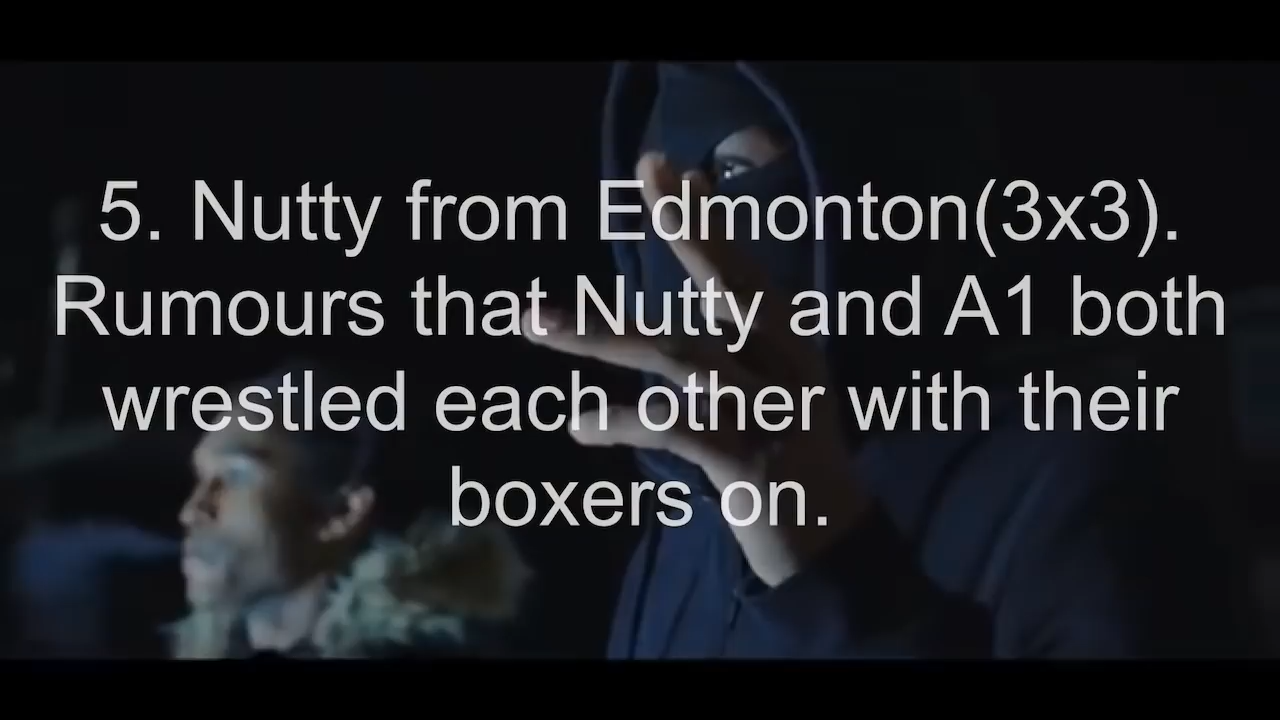 5. Nutty from Edmonton(3x3).
Rumours that Nutty and A1 both
wrestled each other with their
boxers on.